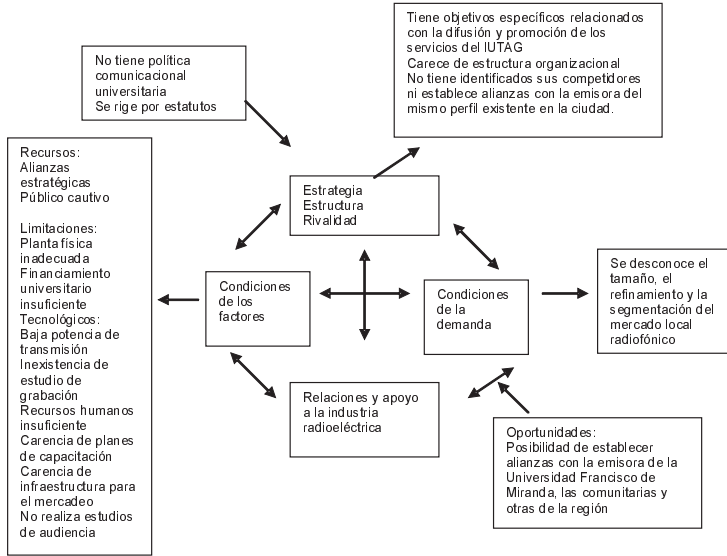 Tiene objetivos específicos relacionados
con la difusión y promoción de los
servicios del IUTAG
Carece de estructura organizacional
No tiene identificados sus competidores
ni establece alianzas con la emisora del
mismo perfil existente en la ciudad.
No tiene política
comunicacional
universitaria
Se rige por estatutos
Recursos:
Alianzas
estratégicas
Público cautivo
Limitaciones:
Planta física
inadecuada
Financiamiento
universitario
insuficiente
Tecnológicos:
Baja potencia de
transmisión
Inexistencia de
estudio de
grabación
Recursos humanos
insuficiente
Carencia de planes
de capacitación
Carencia de
infraestructura para
el mercadeo
No realiza estudios
de audiencia
Estrategia
Estructura
Rivalidad
Condiciones
de los
factores
Condiciones
de la
demanda
Se desconoce el
tamaño, el
refinamiento y la
segmentación del
mercado local
radiofónico
Relaciones y apoyo
a la industria
radioeléctrica
Oportunidades:
Posibilidad de establecer
alianzas con la emisora de la
Universidad Francisco de
Miranda, las comunitarias y
otras de la región